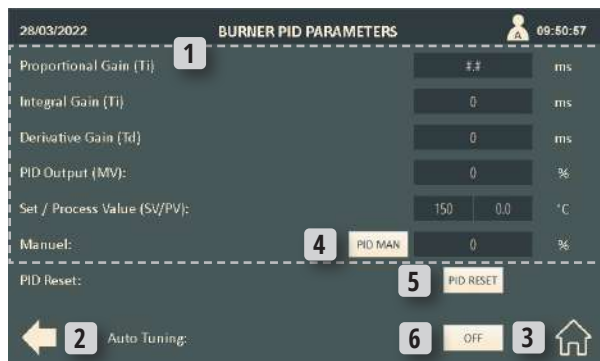 28/03/2022 BURNER PID PARAMETERS A 09:50:57
1
Proportional Gain (Ti) #.# ms
Integral Gain (Ti) 0 ms
Derivative Gain (Td) 0 ms
PID Output (MV): 0 %
Set / Process Value (SV/PV): 150 0.0 °C
Manuel: 4 PID MAN 0 %
PID Reset: 5 PID RESET
2 Auto Tuning: 6 OFF 3